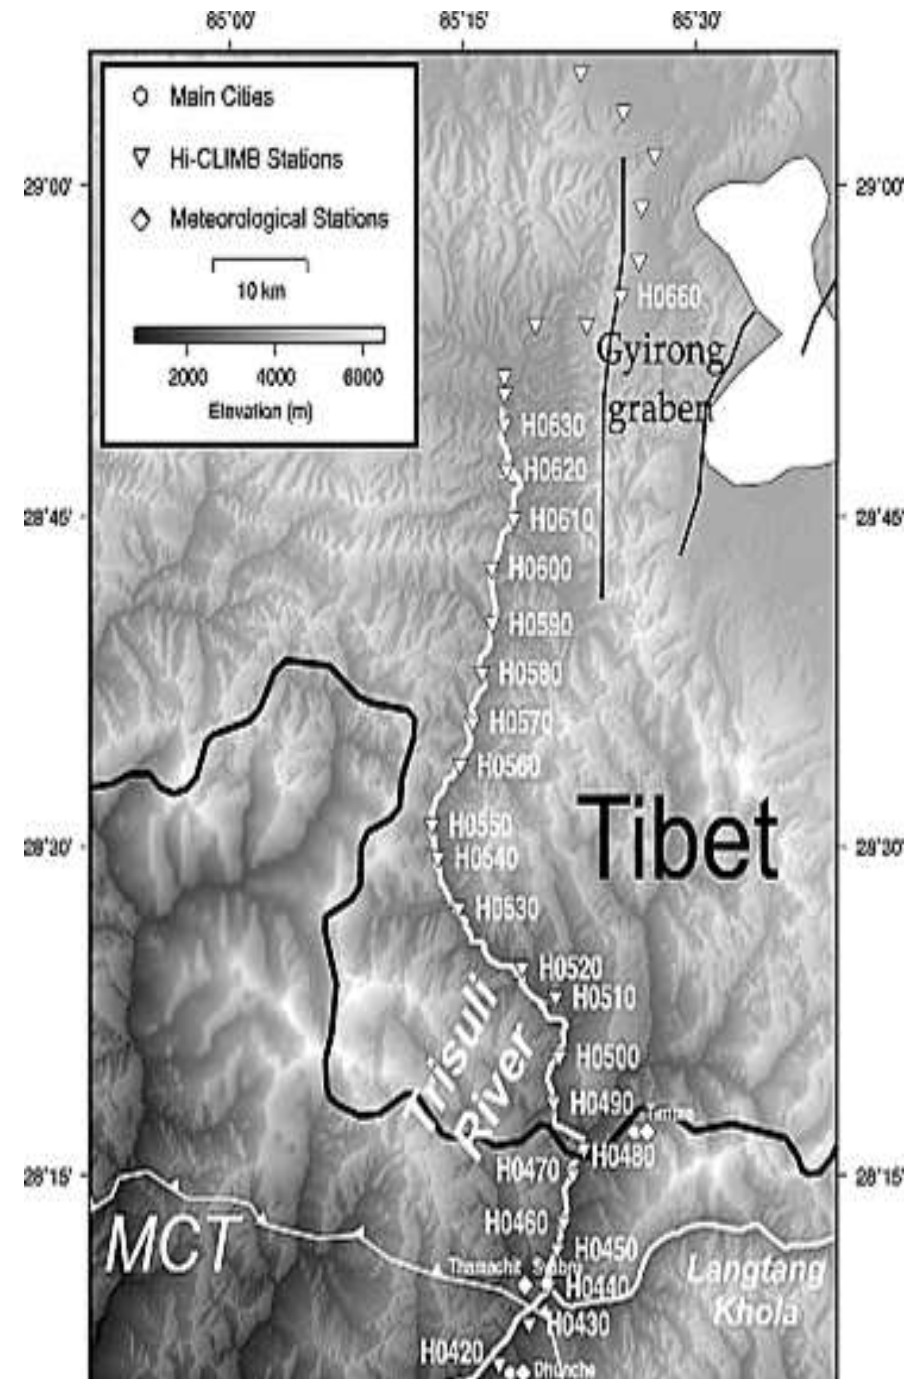 85°00' 85°15' 85°30'
Main Cities
Hi-CLIMB Stations
Meteorological Stations
10 km
2000 4000 6000
Elevation (m)
29°00' 29°00'
H0660
Gyirong
graben
H0630
H0620
28°45' 28°45'
H0610
H0600
H0590
H0580
H0570
H0560
Tibet
H0550
28°30' 28°30'
H0540
H0530
H0520
H0510
Trisuli
River
H0500
H0490
H0480
H0470
28°15' 28°15'
H0460
MCT
H0450
Thamachit Syabru
Langtang
Khola
H0440
H0430
H0420
Dhunche